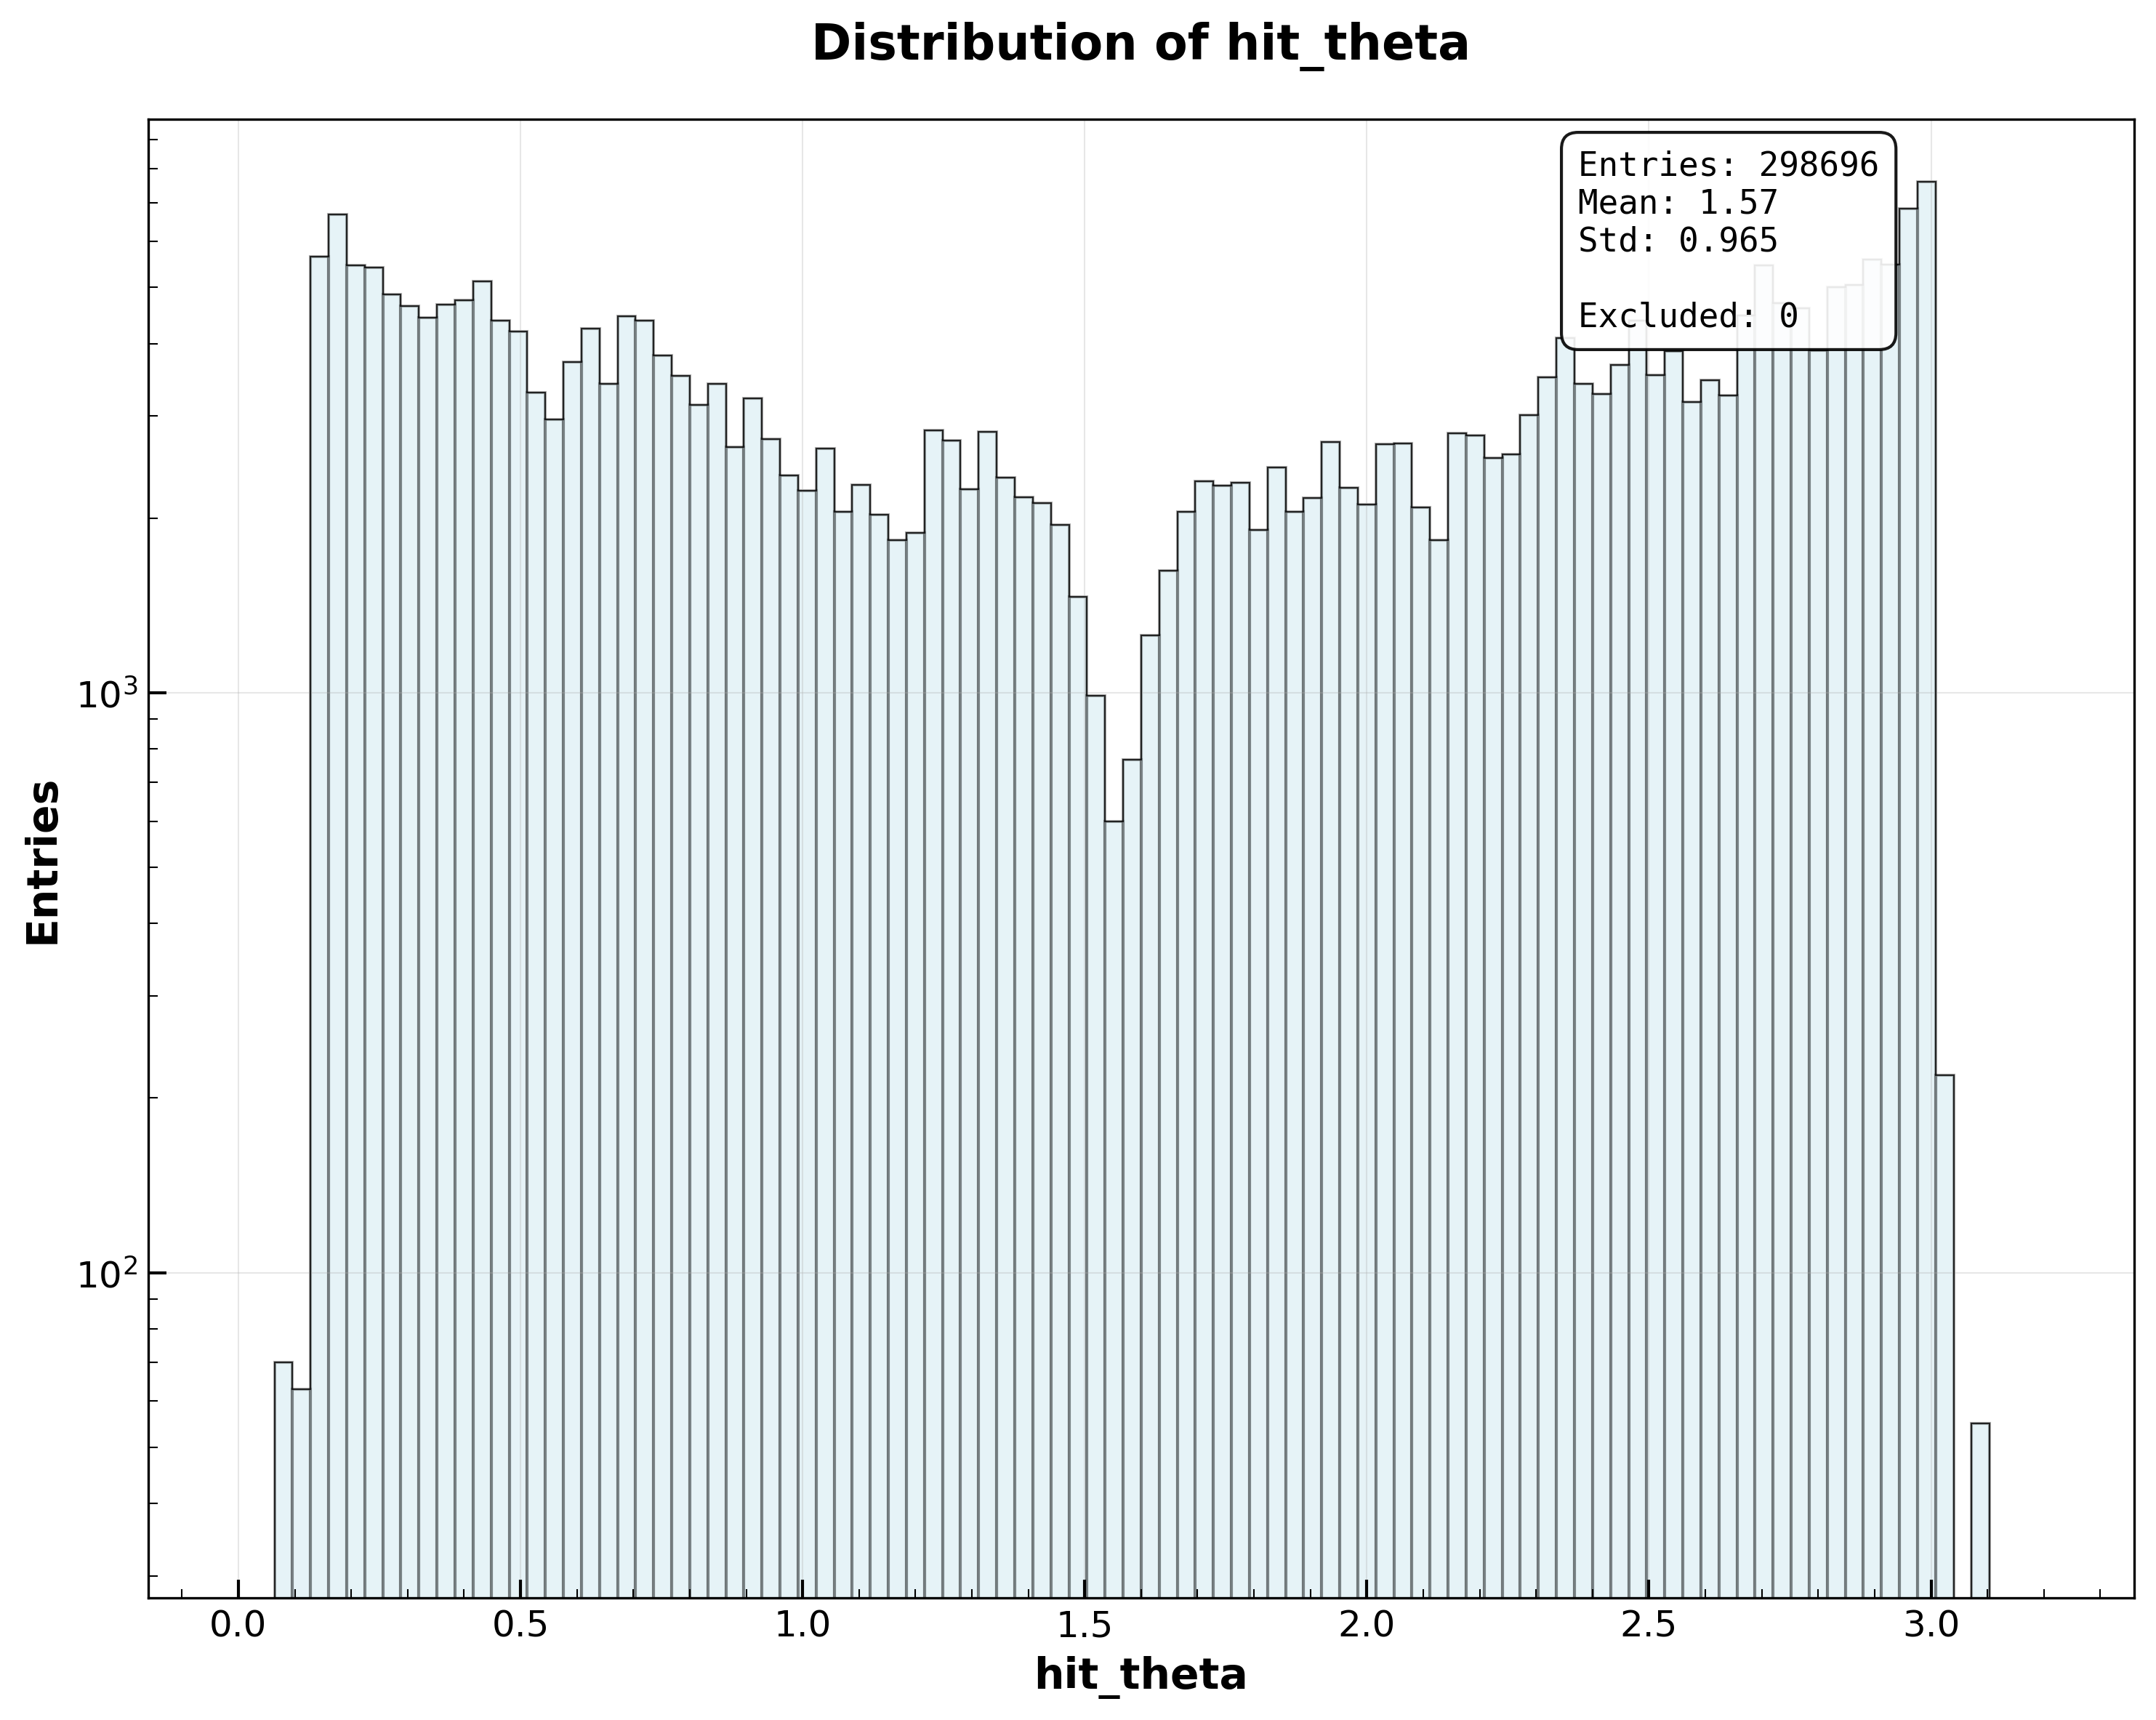 Distribution of hit_theta
Entries: 298696
Mean: 1.57
Std: 0.965
Excluded: 0
Entries
10³
10²
0.0 0.5 1.0 1.5 2.0 2.5 3.0
hit_theta